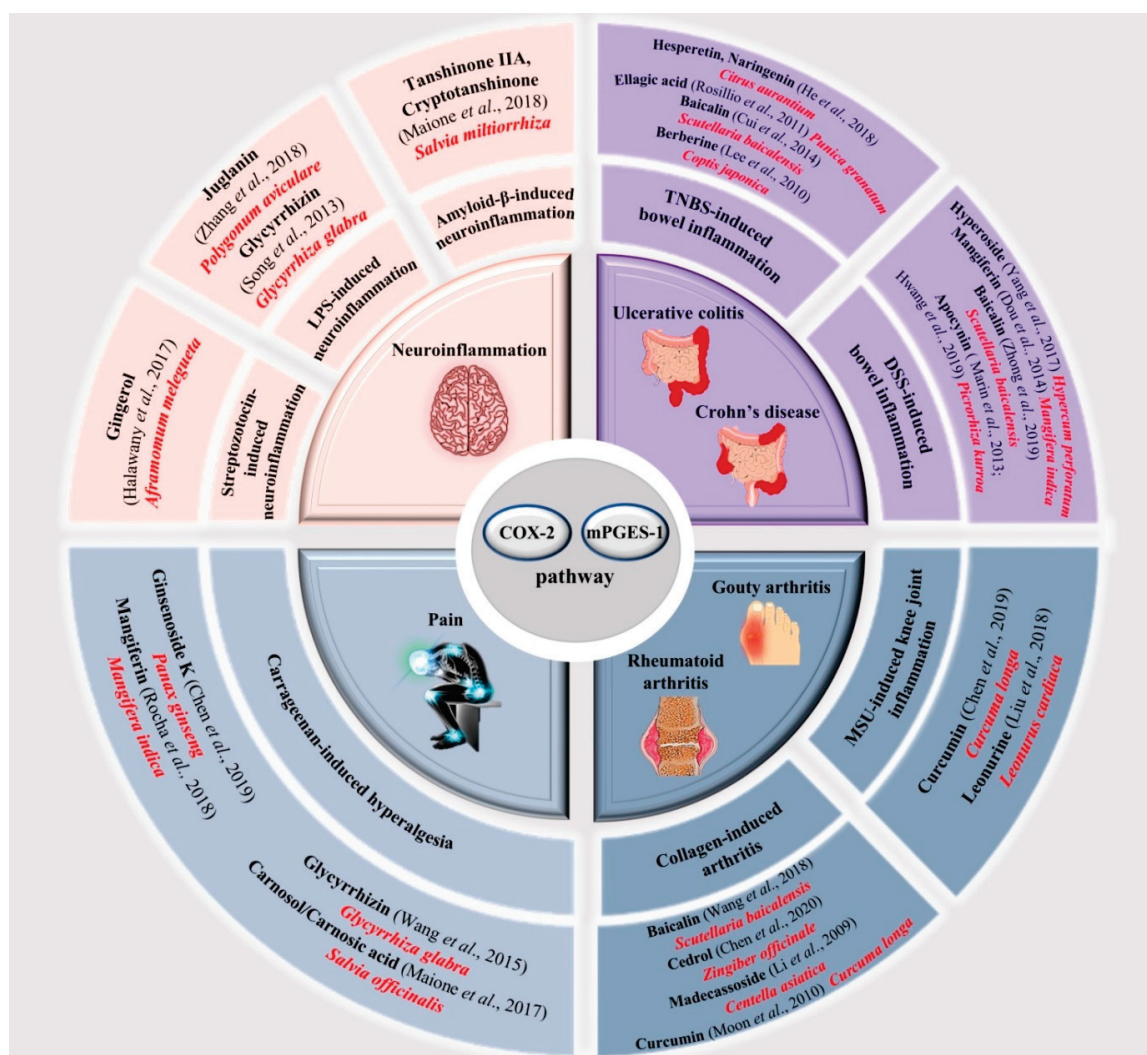 Tanshinone IIA,
Cryptotanshinone
(Maione et al., 2018)
Salvia miltiorrhiza
Amyloid-β-induced
neuroinflammation
Juglanin
(Zhang et al., 2018)
Polygonum aviculare
Glycyrrhizin
(Song et al., 2013)
Glycyrrhiza glabra
LPS-induced
neuroinflammation
Gingerol
(Halawany et al., 2017)
Aframomum melegueta
Streptozotocin-
induced
neuroinflammation
Neuroinflammation
Hesperetin, Naringenin (He et al., 2018)
Citrus aurantium
Ellagic acid (Rosillio et al., 2011) Punica granatum
Baicalin (Cui et al., 2014)
Scutellaria baicalensis
Berberine (Lee et al., 2010)
Coptis japonica
TNBS-induced
bowel inflammation
Hyperoside (Yang et al., 2017) Hypercum perforatum
Mangiferin (Dou et al., 2014) Mangifera indica
Baicalin (Zhong et al., 2019)
Scutellaria baicalensis
Apocynin ( Marin et al., 2013;
Hwang et al., 2019) Picrorhiza kurroa
DSS-induced
bowel inflammation
Ulcerative colitis
Crohn’s disease
COX-2
mPGES-1
pathway
Pain
Carrageenan-induced hyperalgesia
Ginsenoside K (Chen et al., 2019)
Panax ginseng
Mangiferin (Rocha et al., 2018)
Mangifera indica
Glycyrrhizin (Wang et al., 2015)
Glycyrrhiza glabra
Carnosol/Carnosic acid (Maione et al., 2017)
Salvia officinalis
Gouty arthritis
Rheumatoid
arthritis
MSU-induced knee joint
inflammation
Curcumin (Chen et al., 2019)
Curcuma longa
Leonurine (Liu et al., 2018)
Leonurus cardiaca
Collagen-induced
arthritis
Baicalin (Wang et al., 2018)
Scutellaria baicalensis
Cedrol (Chen et al., 2020)
Zingiber officinale
Madecassoside (Li et al., 2009)
Centella asiatica
Curcumin (Moon et al., 2010) Curcuma longa